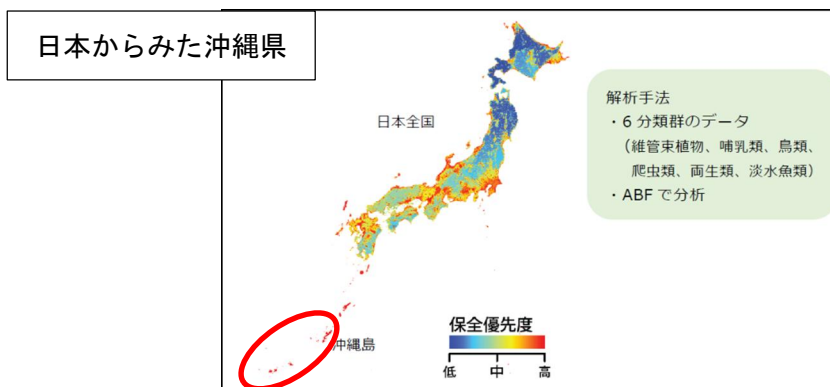 日本からみた沖縄県
日本全国
解析手法
・6 分類群のデータ
（維管束植物、哺乳類、鳥類、
爬虫類、両生類、淡水魚類）
・ABF で分析
沖縄島
保全優先度
低 中 高